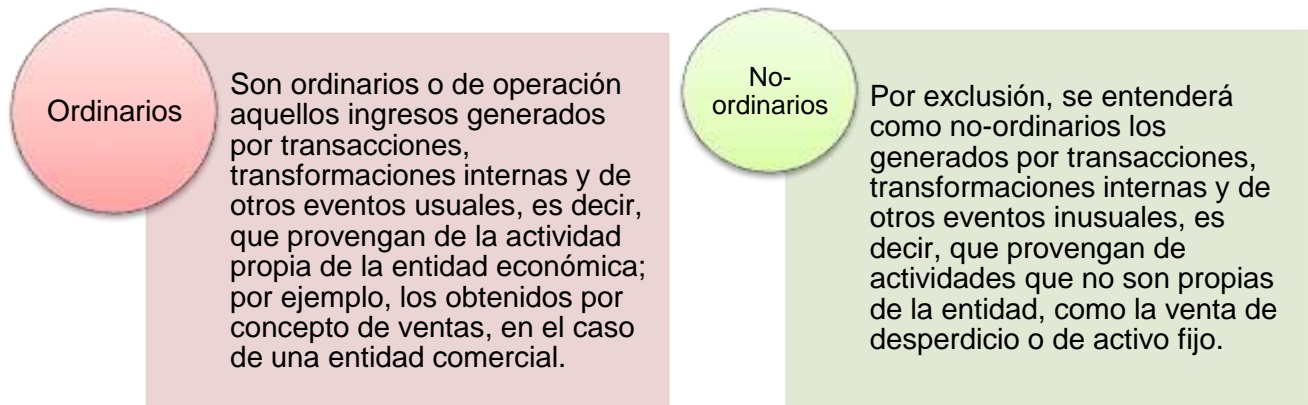 Ordinarios
Son ordinarios o de operación
aquellos ingresos generados
por transacciones,
transformaciones internas y de
otros eventos usuales, es decir,
que provengan de la actividad
propia de la entidad económica;
por ejemplo, los obtenidos por
concepto de ventas, en el caso
de una entidad comercial.
No-
ordinarios
Por exclusión, se entenderá
como no-ordinarios los
generados por transacciones,
transformaciones internas y de
otros eventos inusuales, es
decir, que provengan de
actividades que no son propias
de la entidad, como la venta de
desperdicio o de activo fijo.